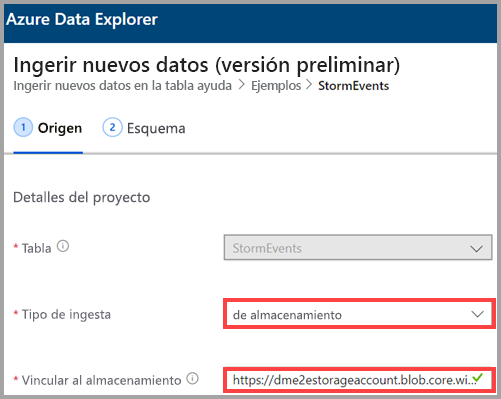 Azure Data Explorer
Ingerir nuevos datos (versión preliminar)
Ingerir nuevos datos en la tabla ayuda > Ejemplos > StormEvents
1 Origen 2 Esquema
Detalles del proyecto
* Tabla StormEvents
* Tipo de ingesta de almacenamiento
* Vincular al almacenamiento https://dme2estorageaccount.blob.core.wi...